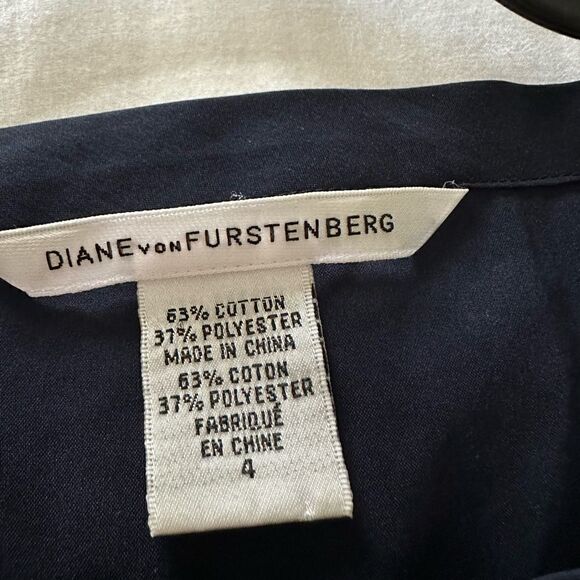 DIANE VON FURSTENBERG
63% COTTON
37% POLYESTER
MADE IN CHINA
63% COTON
37% POLYESTER
FABRIQUÉ
EN CHINE
4